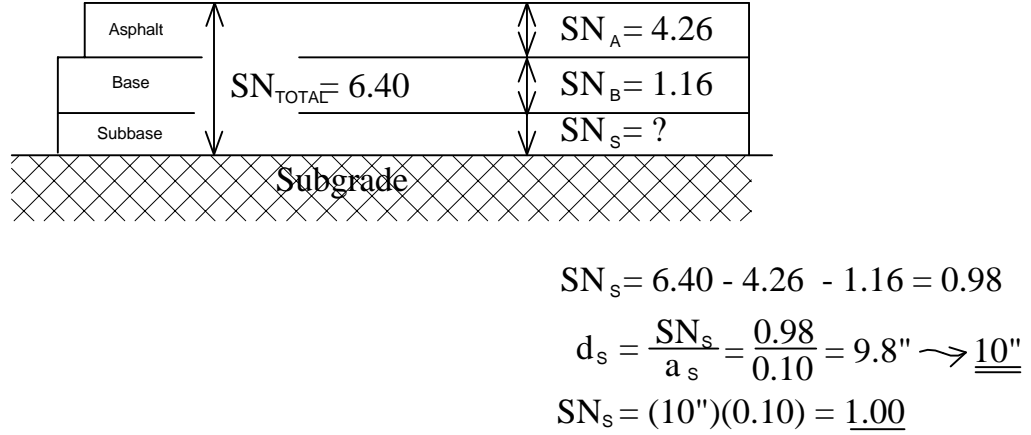 Asphalt SN_A = 4.26
Base SN_TOTAL = 6.40 SN_B = 1.16
Subbase SN_S = ?
Subgrade
SN_S = 6.40 - 4.26 - 1.16 = 0.98
d_S = SN_S / a_S = 0.98 / 0.10 = 9.8" → 10"
SN_S = (10")(0.10) = 1.00